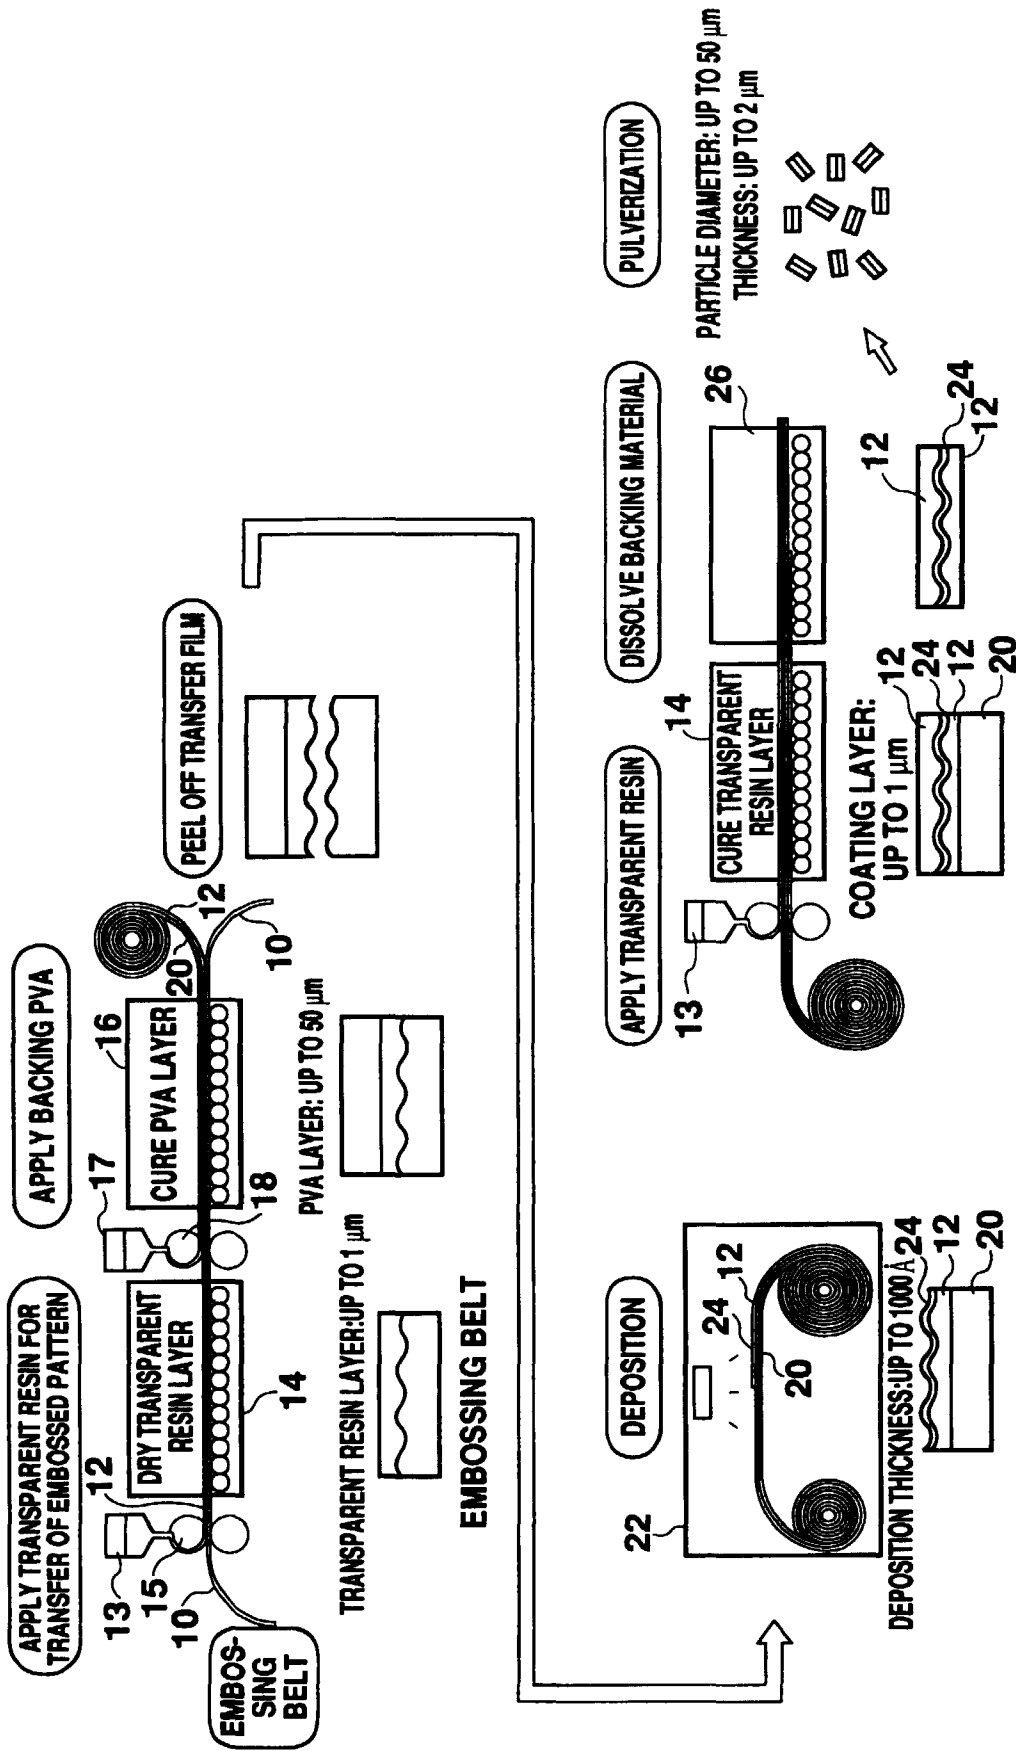 APPLY TRANSPARENT RESIN FOR
TRANSFER OF EMBOSSED PATTERN
APPLY BACKING PVA
PEEL OFF TRANSFER FILM
EMBOS-
SING
BELT
10
13
15
12
DRY TRANSPARENT
RESIN LAYER
14
17
18
16
CURE PVA LAYER
20
12
10
TRANSPARENT RESIN LAYER:UP TO 1 μm
PVA LAYER: UP TO 50 μm
EMBOSSING BELT
DEPOSITION
22
24
12
20
DEPOSITION THICKNESS:UP TO 1000 Å
24
12
20
APPLY TRANSPARENT RESIN
13
14
CURE TRANSPARENT
RESIN LAYER
COATING LAYER:
UP TO 1 μm
12
24
12
20
DISSOLVE BACKING MATERIAL
26
12
24
12
PULVERIZATION
PARTICLE DIAMETER: UP TO 50 μm
THICKNESS: UP TO 2 μm